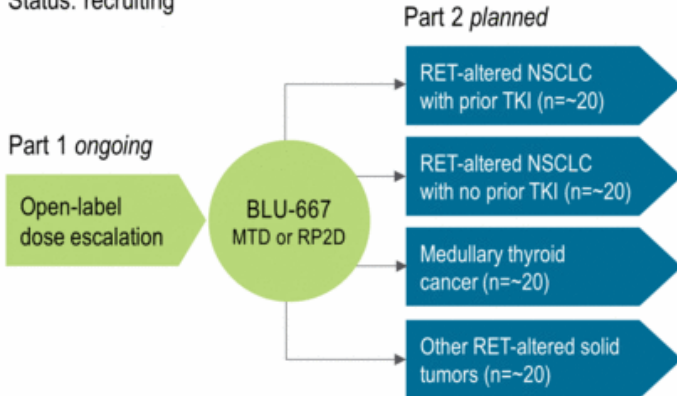 Status: recruiting
Part 2 planned
RET-altered NSCLC
with prior TKI (n=~20)
Part 1 ongoing
RET-altered NSCLC
with no prior TKI (n=~20)
Open-label
dose escalation
BLU-667
MTD or RP2D
Medullary thyroid
cancer (n=~20)
Other RET-altered solid
tumors (n=~20)